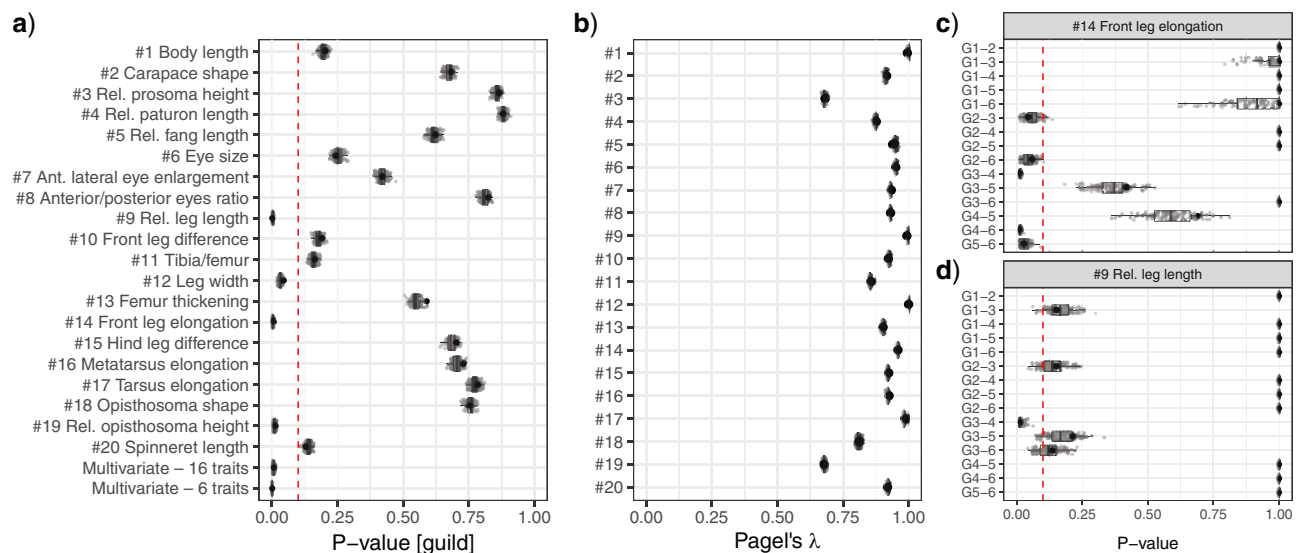 a)
#1 Body length
#2 Carapace shape
#3 Rel. prosoma height
#4 Rel. paturon length
#5 Rel. fang length
#6 Eye size
#7 Ant. lateral eye enlargement
#8 Anterior/posterior eyes ratio
#9 Rel. leg length
#10 Front leg difference
#11 Tibia/femur
#12 Leg width
#13 Femur thickening
#14 Front leg elongation
#15 Hind leg difference
#16 Metatarsus elongation
#17 Tarsus elongation
#18 Opisthosoma shape
#19 Rel. opisthosoma height
#20 Spinneret length
Multivariate – 16 traits
Multivariate – 6 traits
0.00 0.25 0.50 0.75 1.00
P−value [guild]
b)
#1
#2
#3
#4
#5
#6
#7
#8
#9
#10
#11
#12
#13
#14
#15
#16
#17
#18
#19
#20
0.00 0.25 0.50 0.75 1.00
Pagel's λ
c)
#14 Front leg elongation
G1−2
G1−3
G1−4
G1−5
G1−6
G2−3
G2−4
G2−5
G2−6
G3−4
G3−5
G3−6
G4−5
G4−6
G5−6
d)
#9 Rel. leg length
G1−2
G1−3
G1−4
G1−5
G1−6
G2−3
G2−4
G2−5
G2−6
G3−4
G3−5
G3−6
G4−5
G4−6
G5−6
0.00 0.25 0.50 0.75 1.00
P−value